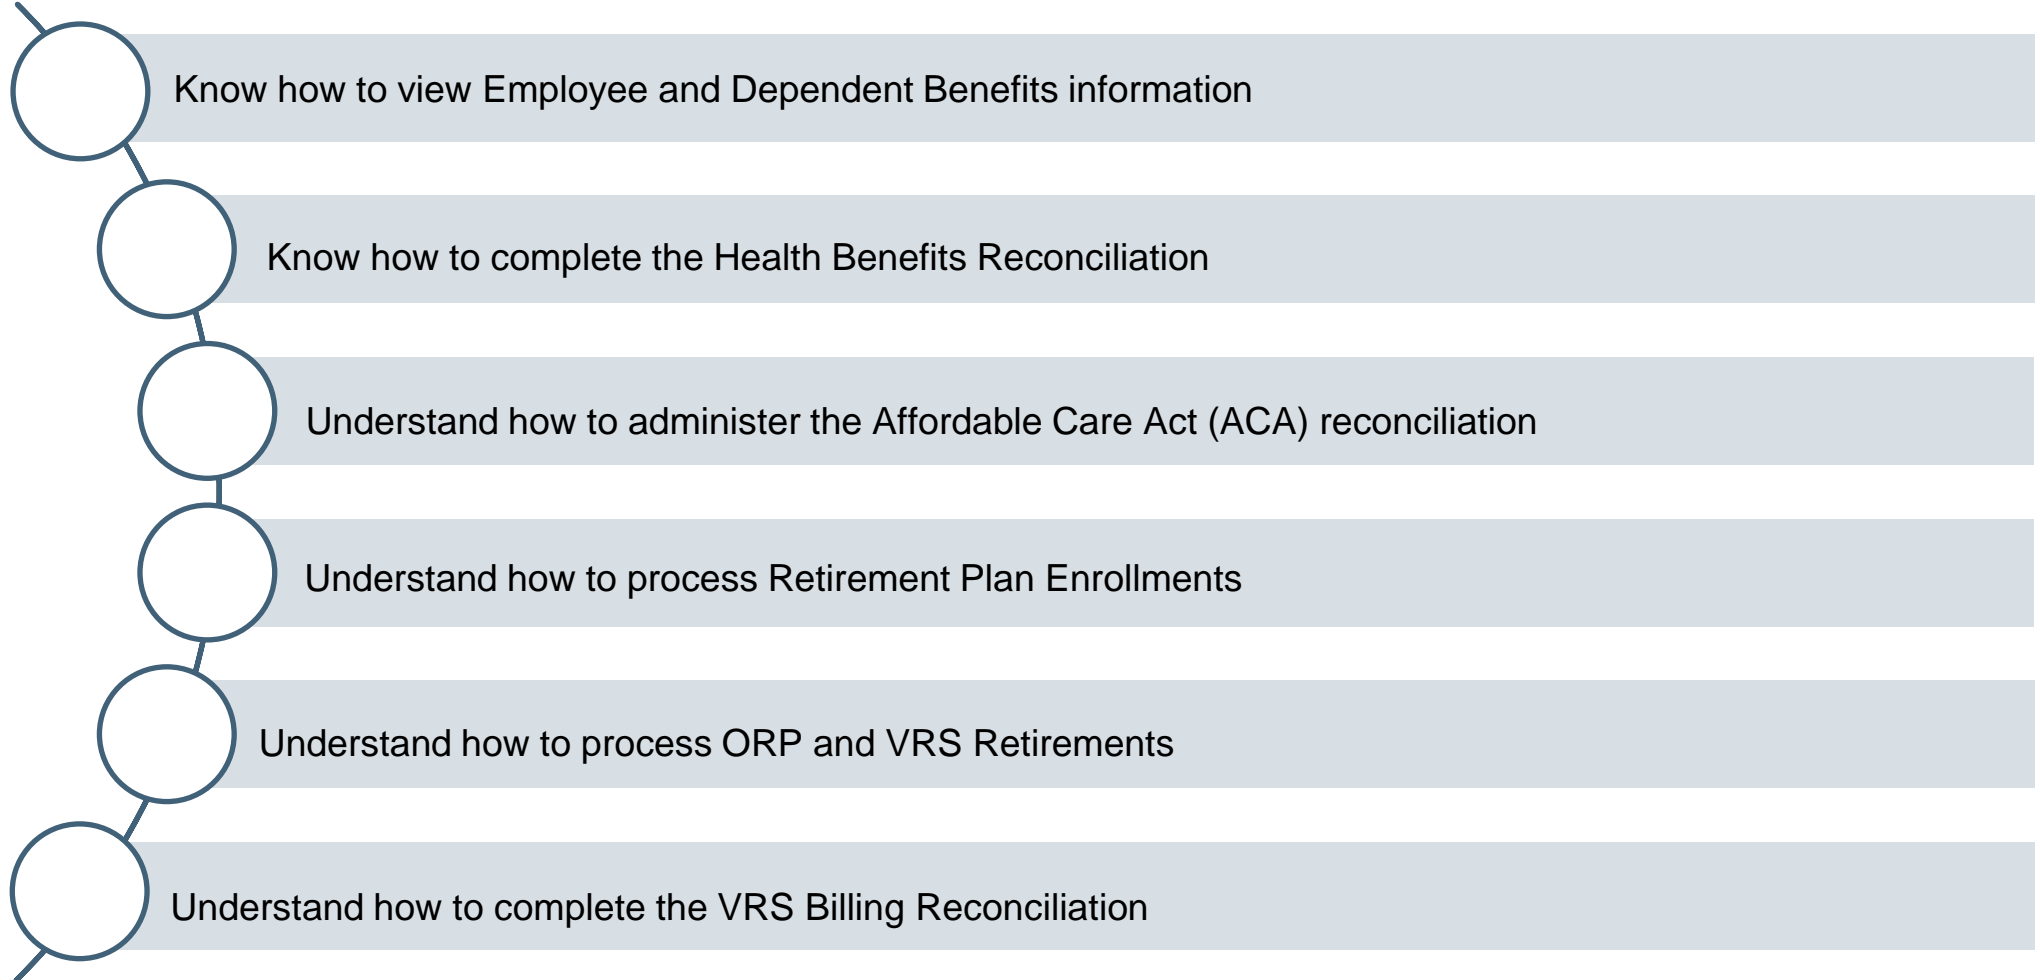 Know how to view Employee and Dependent Benefits information
Know how to complete the Health Benefits Reconciliation
Understand how to administer the Affordable Care Act (ACA) reconciliation
Understand how to process Retirement Plan Enrollments
Understand how to process ORP and VRS Retirements
Understand how to complete the VRS Billing Reconciliation